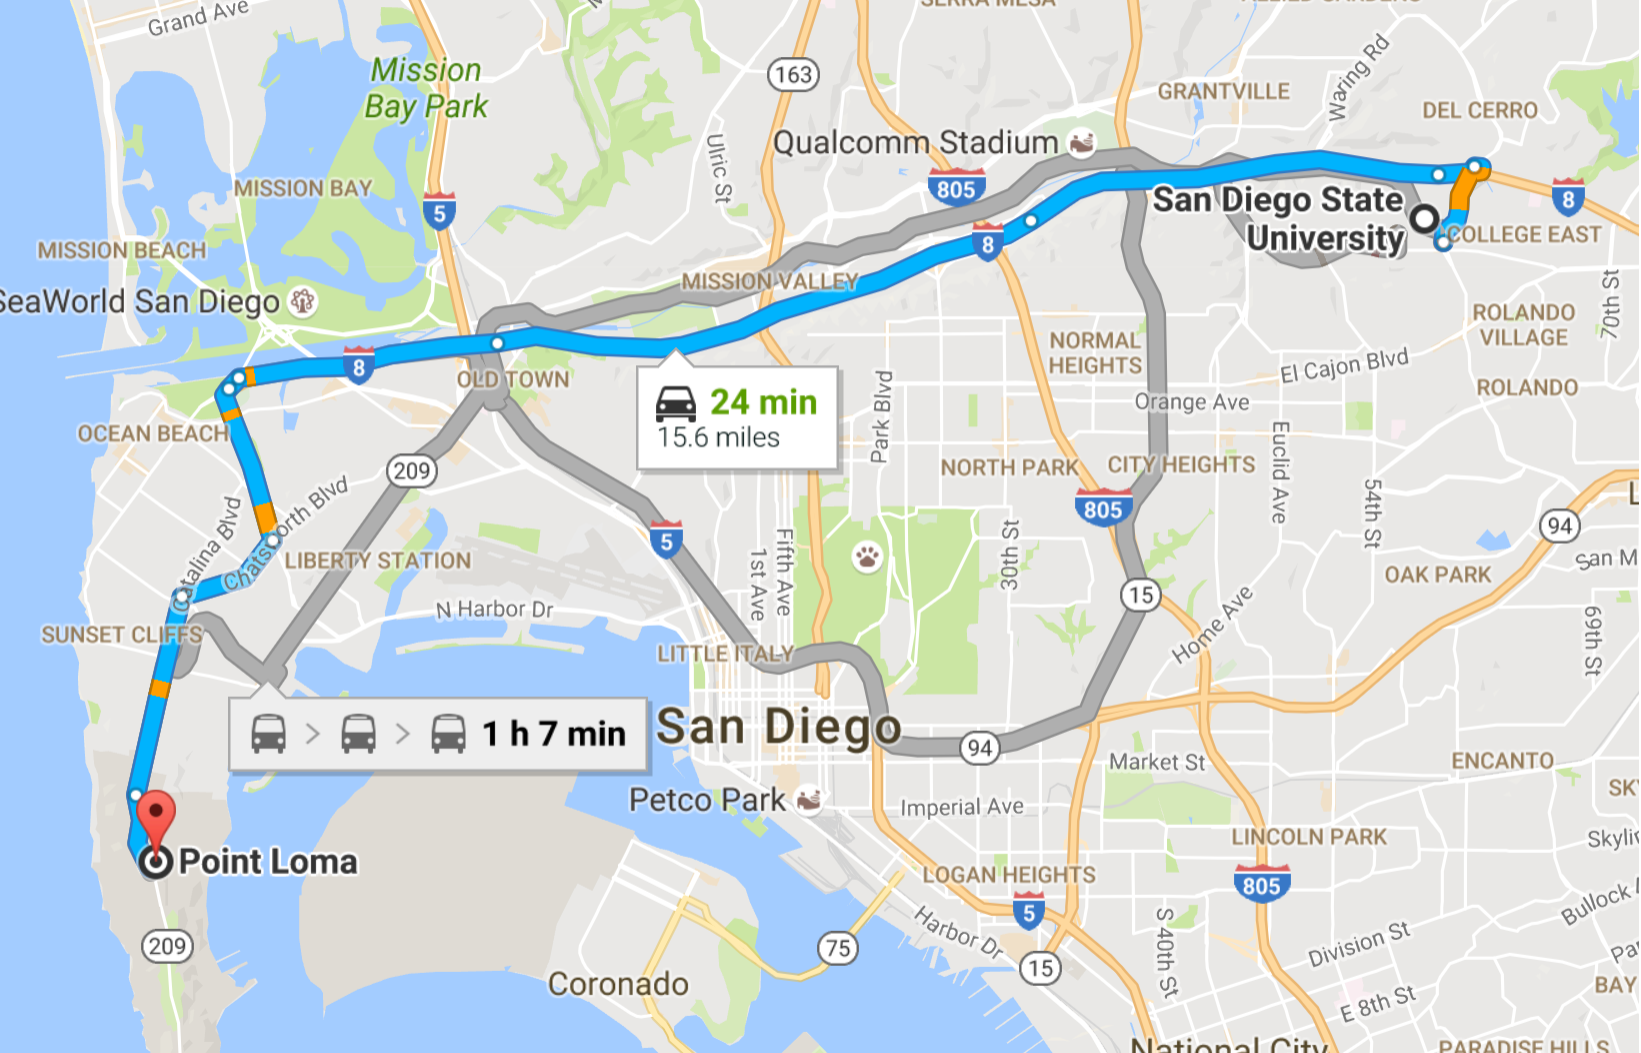 Grand Ave
SERRA MESA
Mission
Bay Park
163
Ulric St
GRANTVILLE
Waring Rd
DEL CERRO
Qualcomm Stadium
MISSION BAY
5
805
8
San Diego State
University
COLLEGE EAST
8
MISSION BEACH
SeaWorld San Diego
MISSION VALLEY
70th St
ROLANDO
VILLAGE
NORMAL
HEIGHTS
8
OLD TOWN
El Cajon Blvd
ROLANDO
24 min
15.6 miles
Park Blvd
Orange Ave
OCEAN BEACH
Euclid Ave
209
NORTH PARK
CITY HEIGHTS
805
54th St
94
Catalina Blvd
Chatsworth Blvd
5
LIBERTY STATION
1st Ave
Fifth Ave
30th St
San M
OAK PARK
N Harbor Dr
15
Home Ave
69th St
SUNSET CLIFFS
LITTLE ITALY
1 h 7 min
San Diego
94
Market St
ENCANTO
SKY
Petco Park
Imperial Ave
LINCOLN PARK
Skyli
Point Loma
LOGAN HEIGHTS
805
5
Bullock A
209
75
Harbor Dr
15
S 40th St
Division St
Pa
Coronado
BAY
E 8th St
National City
PARADISE HILLS